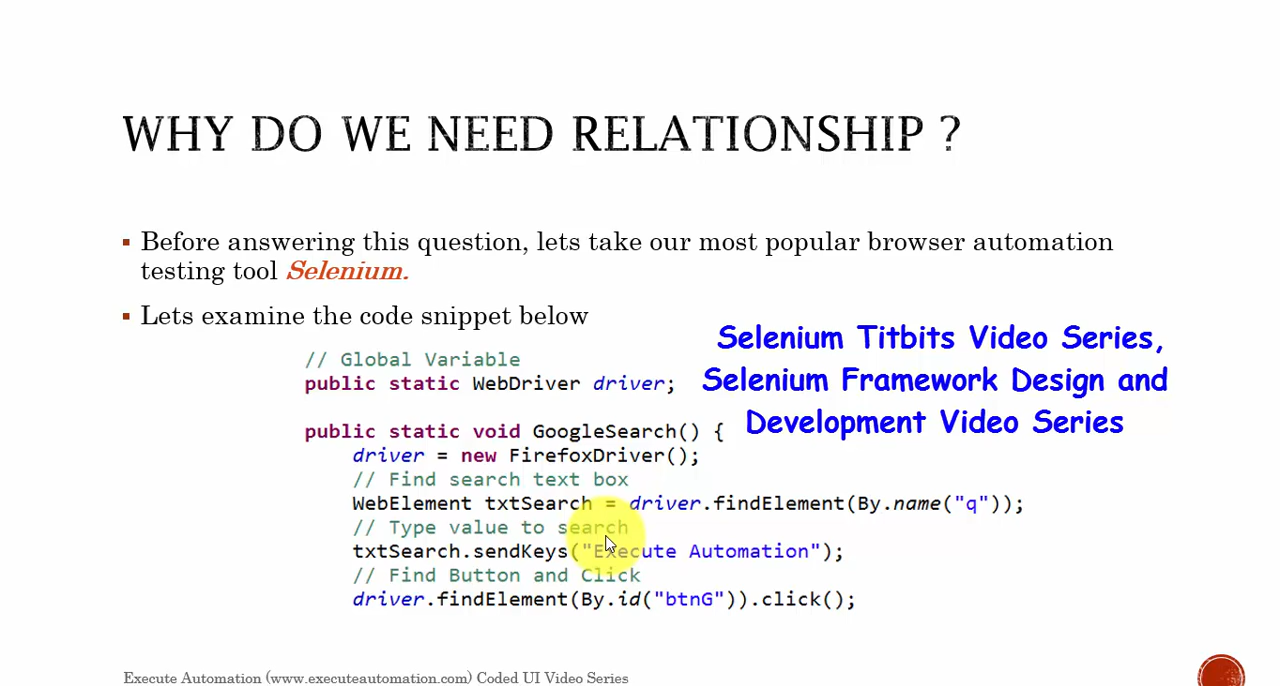 WHY DO WE NEED RELATIONSHIP ?
▪ Before answering this question, lets take our most popular browser automation
testing tool Selenium.
▪ Lets examine the code snippet below
Selenium Titbits Video Series,
Selenium Framework Design and
Development Video Series
// Global Variable
public static WebDriver driver;
public static void GoogleSearch() {
driver = new FirefoxDriver();
// Find search text box
WebElement txtSearch = driver.findElement(By.name("q"));
// Type value to search
txtSearch.sendKeys("Execute Automation");
// Find Button and Click
driver.findElement(By.id("btnG")).click();
Execute Automation (www.executeautomation.com) Coded UI Video Series